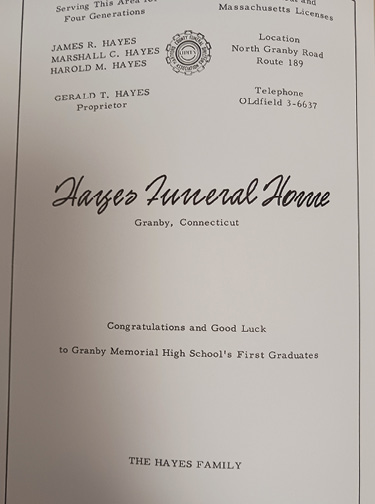 Serving This Area for
Four Generations
and
Massachusetts Licenses
JAMES R. HAYES
MARSHALL C. HAYES
HAROLD M. HAYES
Location
North Granby Road
Route 189
GERALD T. HAYES
Proprietor
Telephone
OLdfield 3-6637
Hayes Funeral Home
Granby, Connecticut
Congratulations and Good Luck
to Granby Memorial High School's First Graduates
THE HAYES FAMILY